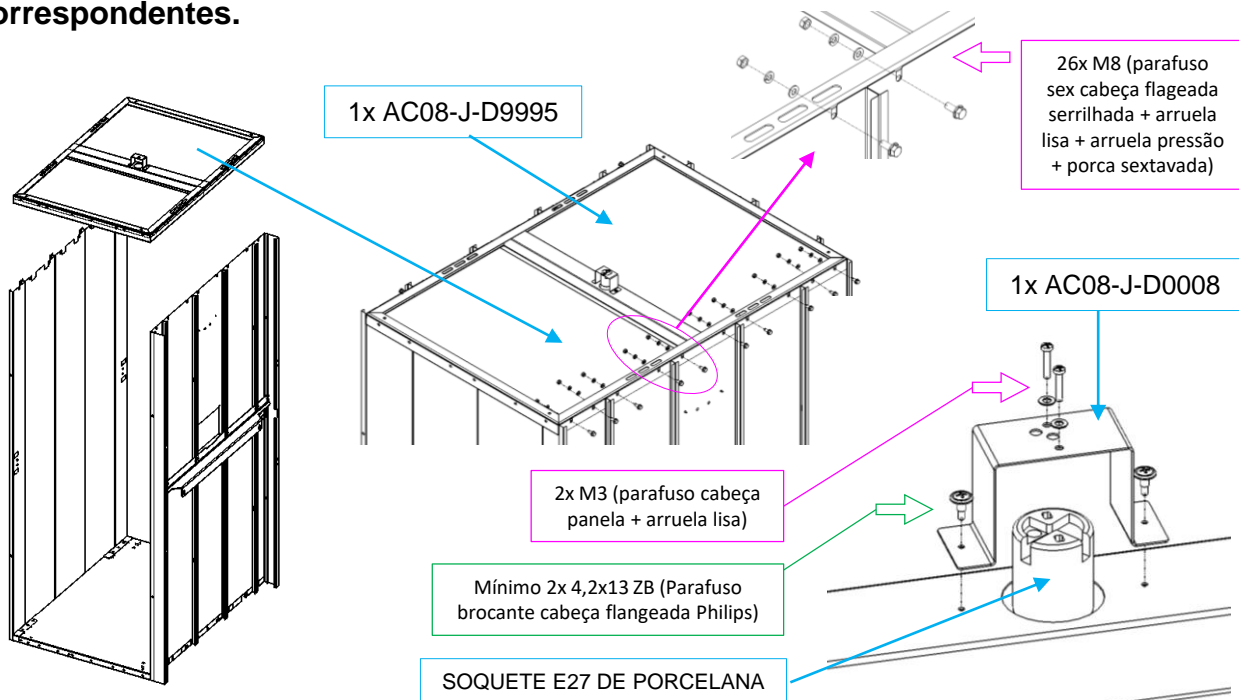 orrespondentes.
1x AC08-J-D9995
26x M8 (parafuso
sex cabeça flageada
serrilhada + arruela
lisa + arruela pressão
+ porca sextavada)
1x AC08-J-D0008
2x M3 (parafuso cabeça
panela + arruela lisa)
Mínimo 2x 4,2x13 ZB (Parafuso
brocante cabeça flangeada Philips)
SOQUETE E27 DE PORCELANA